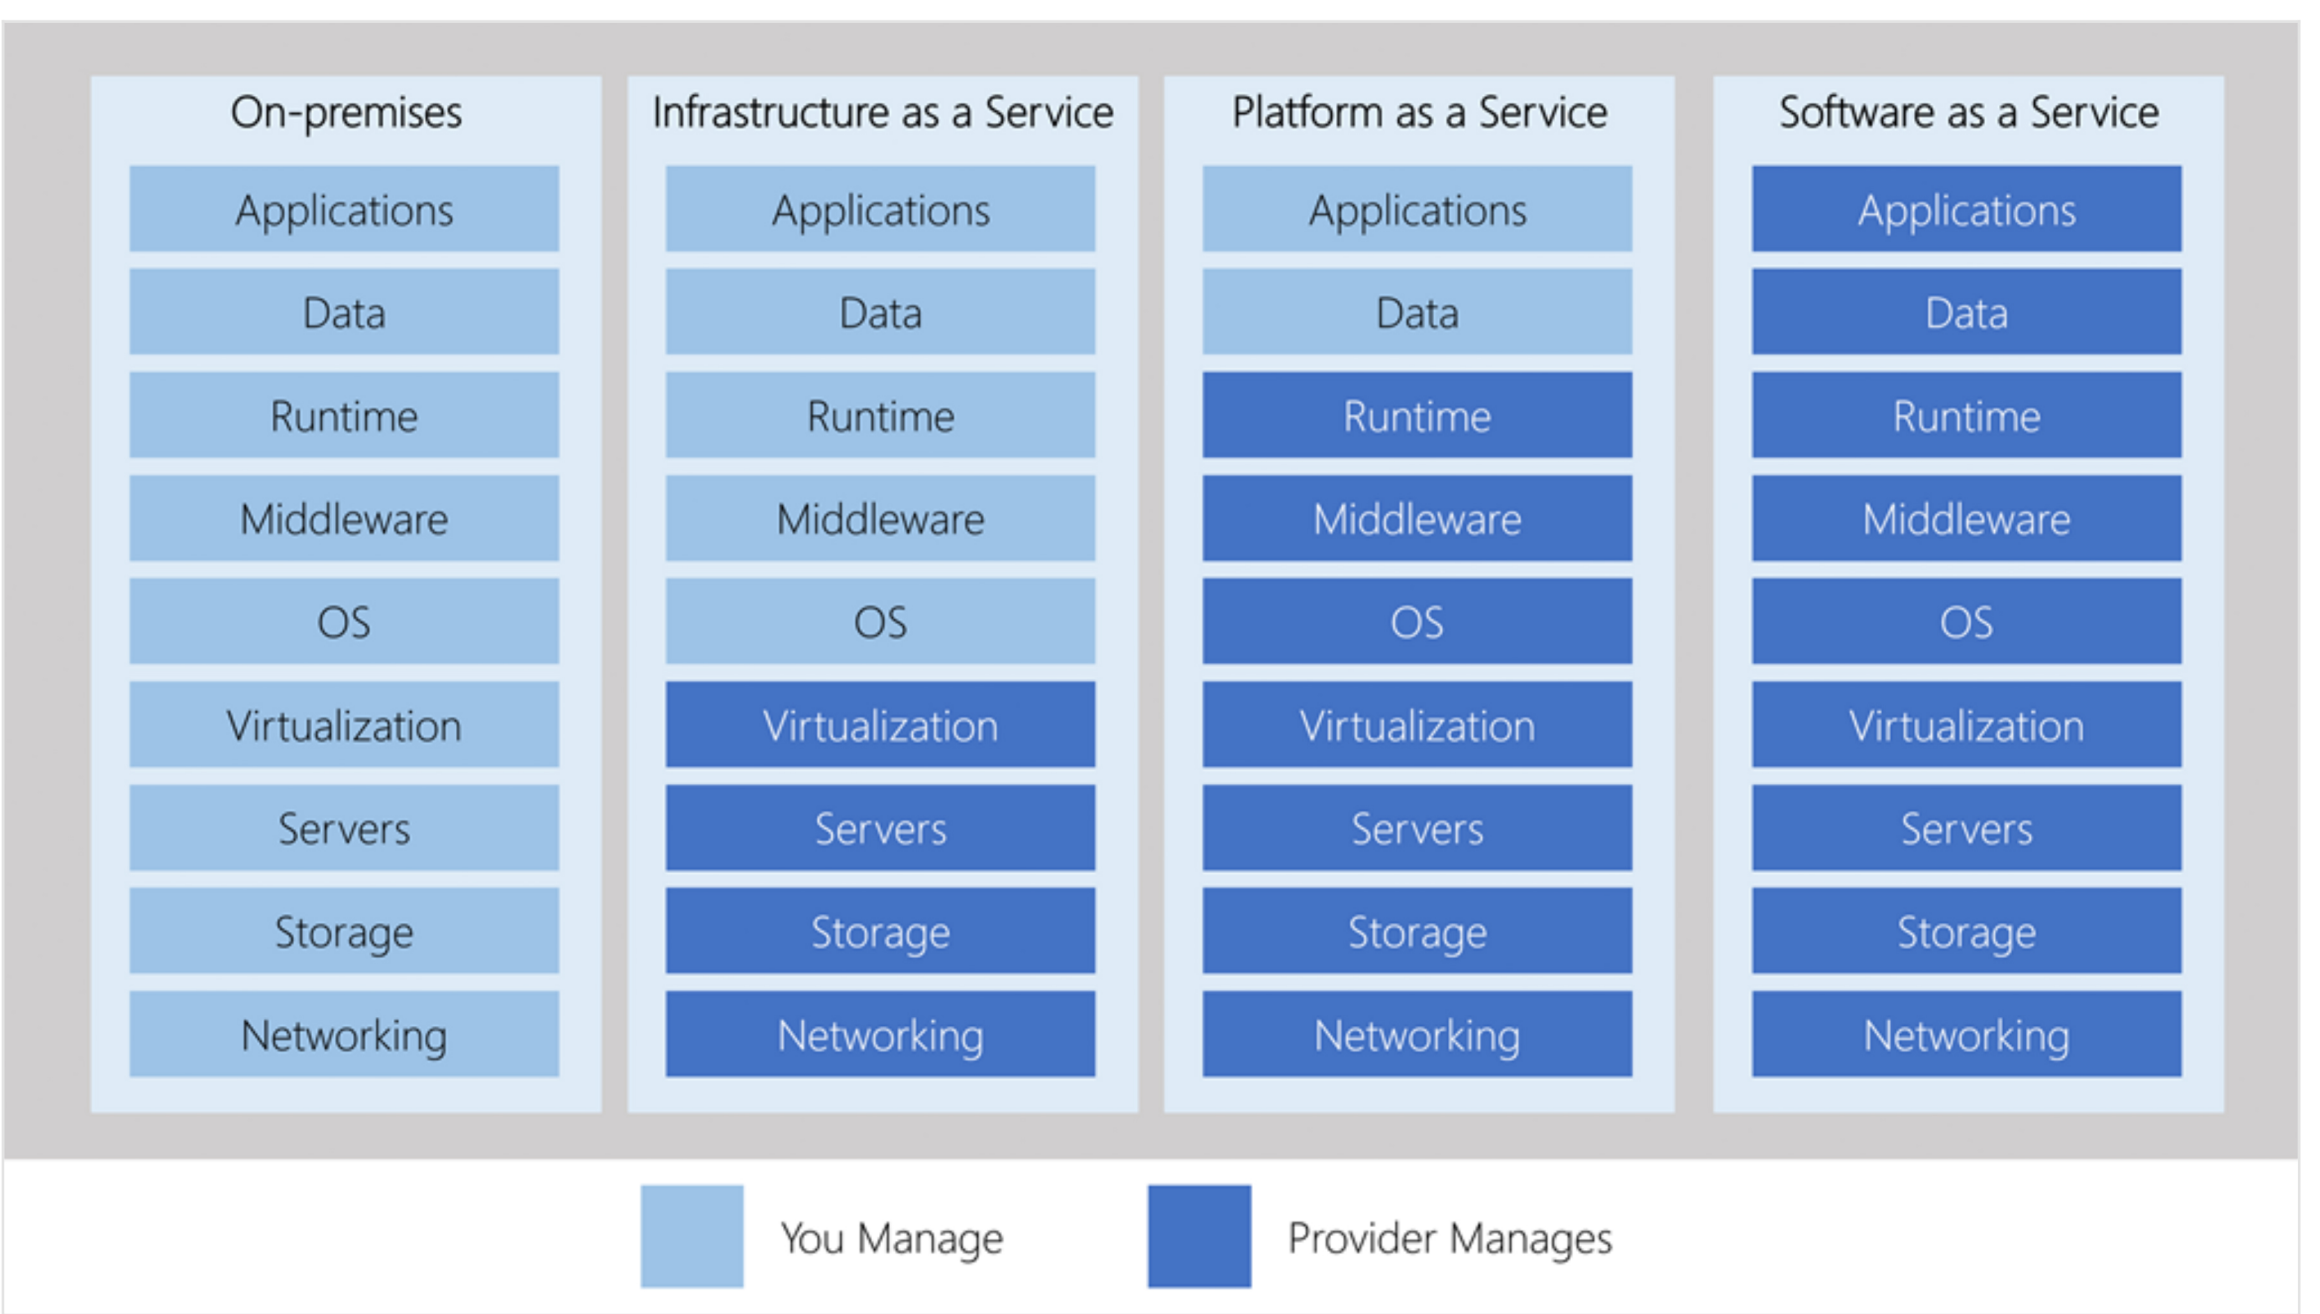 On-premises
Applications
Data
Runtime
Middleware
OS
Virtualization
Servers
Storage
Networking
Infrastructure as a Service
Applications
Data
Runtime
Middleware
OS
Virtualization
Servers
Storage
Networking
Platform as a Service
Applications
Data
Runtime
Middleware
OS
Virtualization
Servers
Storage
Networking
Software as a Service
Applications
Data
Runtime
Middleware
OS
Virtualization
Servers
Storage
Networking
You Manage
Provider Manages